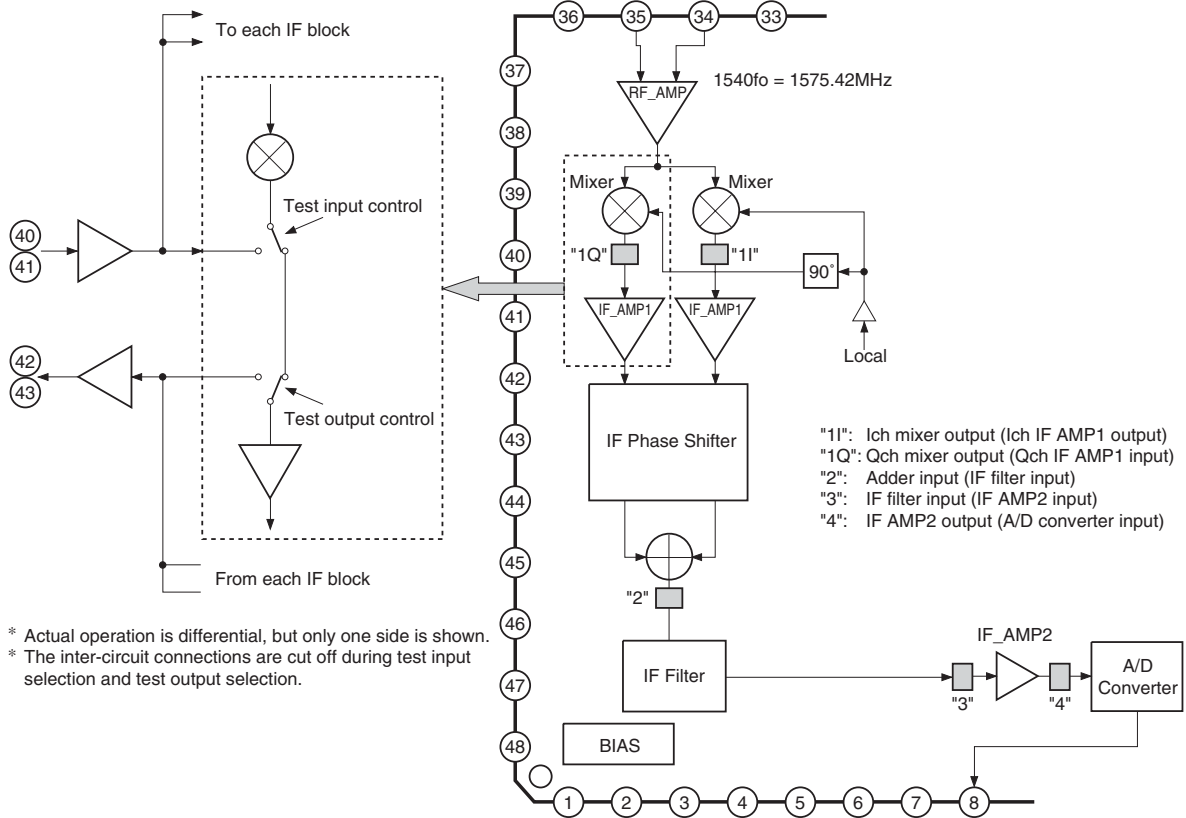 To each IF block
Test input control
40
41
42
43
Test output control
From each IF block
* Actual operation is differential, but only one side is shown.
* The inter-circuit connections are cut off during test input
selection and test output selection.
36
35
34
33
37
38
39
40
41
42
43
44
45
46
47
48
1
2
3
4
5
6
7
8
RF_AMP
1540fo = 1575.42MHz
Mixer
Mixer
"1Q"
"1I"
90°
IF_AMP1
IF_AMP1
Local
IF Phase Shifter
"1I": Ich mixer output (Ich IF AMP1 output)
"1Q": Qch mixer output (Qch IF AMP1 input)
"2": Adder input (IF filter input)
"3": IF filter input (IF AMP2 input)
"4": IF AMP2 output (A/D converter input)
"2"
IF Filter
IF_AMP2
"3"
"4"
A/D
Converter
BIAS